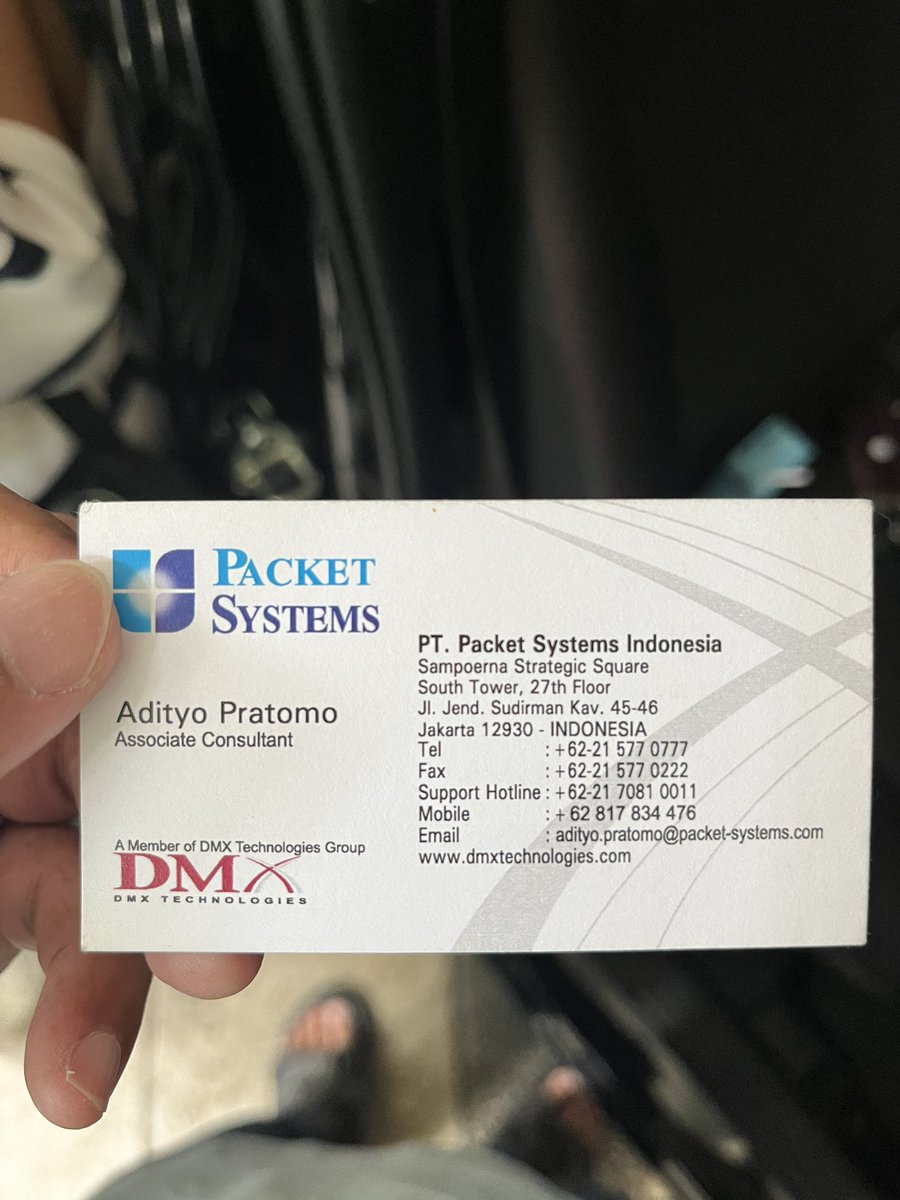 PACKET
SYSTEMS
Adityo Pratomo
Associate Consultant
A Member of DMX Technologies Group
DMX
DMX TECHNOLOGIES
PT. Packet Systems Indonesia
Sampoerna Strategic Square
South Tower, 27th Floor
Jl. Jend. Sudirman Kav. 45-46
Jakarta 12930 - INDONESIA
Tel : +62-21 577 0777
Fax : +62-21 577 0222
Support Hotline : +62-21 7081 0011
Mobile : + 62 817 834 476
Email : adityo.pratomo@packet-systems.com
www.dmxtechnologies.com